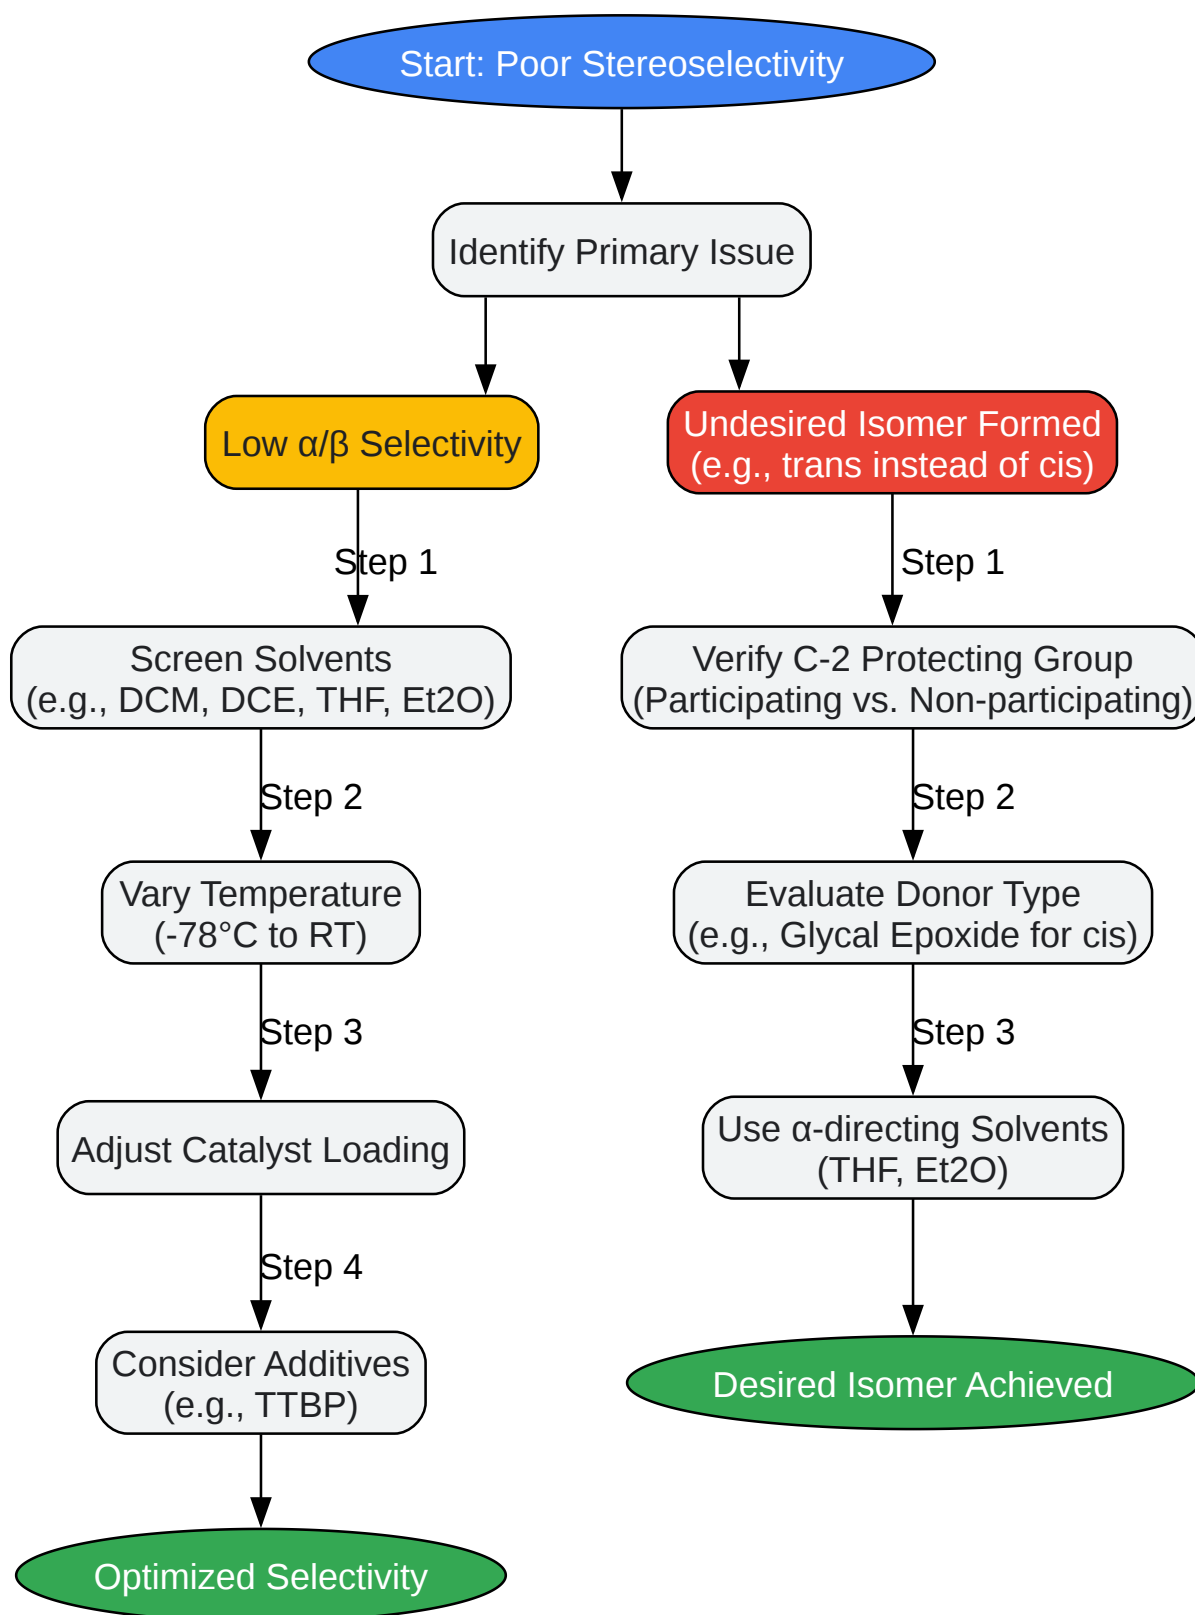 Start: Poor Stereoselectivity
Identify Primary Issue
Low α/β Selectivity
Undesired Isomer Formed
(e.g., trans instead of cis)
Step 1
Step 1
Screen Solvents
(e.g., DCM, DCE, THF, Et2O)
Verify C-2 Protecting Group
(Participating vs. Non-participating)
Step 2
Step 2
Vary Temperature
(-78°C to RT)
Evaluate Donor Type
(e.g., Glycal Epoxide for cis)
Step 3
Step 3
Adjust Catalyst Loading
Use α-directing Solvents
(THF, Et2O)
Step 4
Consider Additives
(e.g., TTBP)
Desired Isomer Achieved
Optimized Selectivity